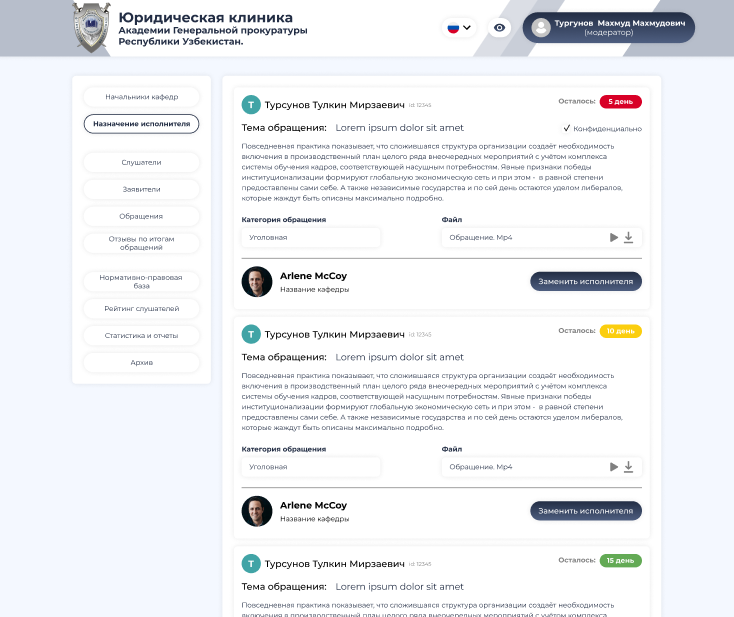 Юридическая клиника
Академии Генеральной прокуратуры
Республики Узбекистан.
Тургунов Махмуд Махмудович
(модератор)
Начальники кафедр
Назначение исполнителя
Слушатели
Заявители
Обращения
Отзывы по итогам
обращений
Нормативно-правовая
база
Рейтинг слушателей
Статистика и отчеты
Архив
Т Турсунов Тулкин Мирзаевич id: 12345
Осталось: 5 день
Тема обращения: Lorem ipsum dolor sit amet
Конфиденциально
Повседневная практика показывает, что сложившаяся структура организации создаёт необходимость
включения в производственный план целого ряда внеочередных мероприятий с учётом комплекса
системы обучения кадров, соответствующей насущным потребностям. Явные признаки победы
институционализации формируют глобальную экономическую сеть и при этом - в равной степени
предоставлены сами себе. А также независимые государства и по сей день остаются уделом либералов,
которые жаждут быть описаны максимально подробно.
Категория обращения
Файл
Уголовная
Обращение. Mp4
Arlene McCoy
Название кафедры
Заменить исполнителя
Т Турсунов Тулкин Мирзаевич id: 12345
Осталось: 10 день
Тема обращения: Lorem ipsum dolor sit amet
Повседневная практика показывает, что сложившаяся структура организации создаёт необходимость
включения в производственный план целого ряда внеочередных мероприятий с учётом комплекса
системы обучения кадров, соответствующей насущным потребностям. Явные признаки победы
институционализации формируют глобальную экономическую сеть и при этом - в равной степени
предоставлены сами себе. А также независимые государства и по сей день остаются уделом либералов,
которые жаждут быть описаны максимально подробно.
Категория обращения
Файл
Уголовная
Обращение. Mp4
Arlene McCoy
Название кафедры
Заменить исполнителя
Т Турсунов Тулкин Мирзаевич id: 12345
Осталось: 15 день
Тема обращения: Lorem ipsum dolor sit amet
Повседневная практика показывает, что сложившаяся структура организации создаёт необходимость
включения в производственный план целого ряда внеочередных мероприятий с учётом комплекса